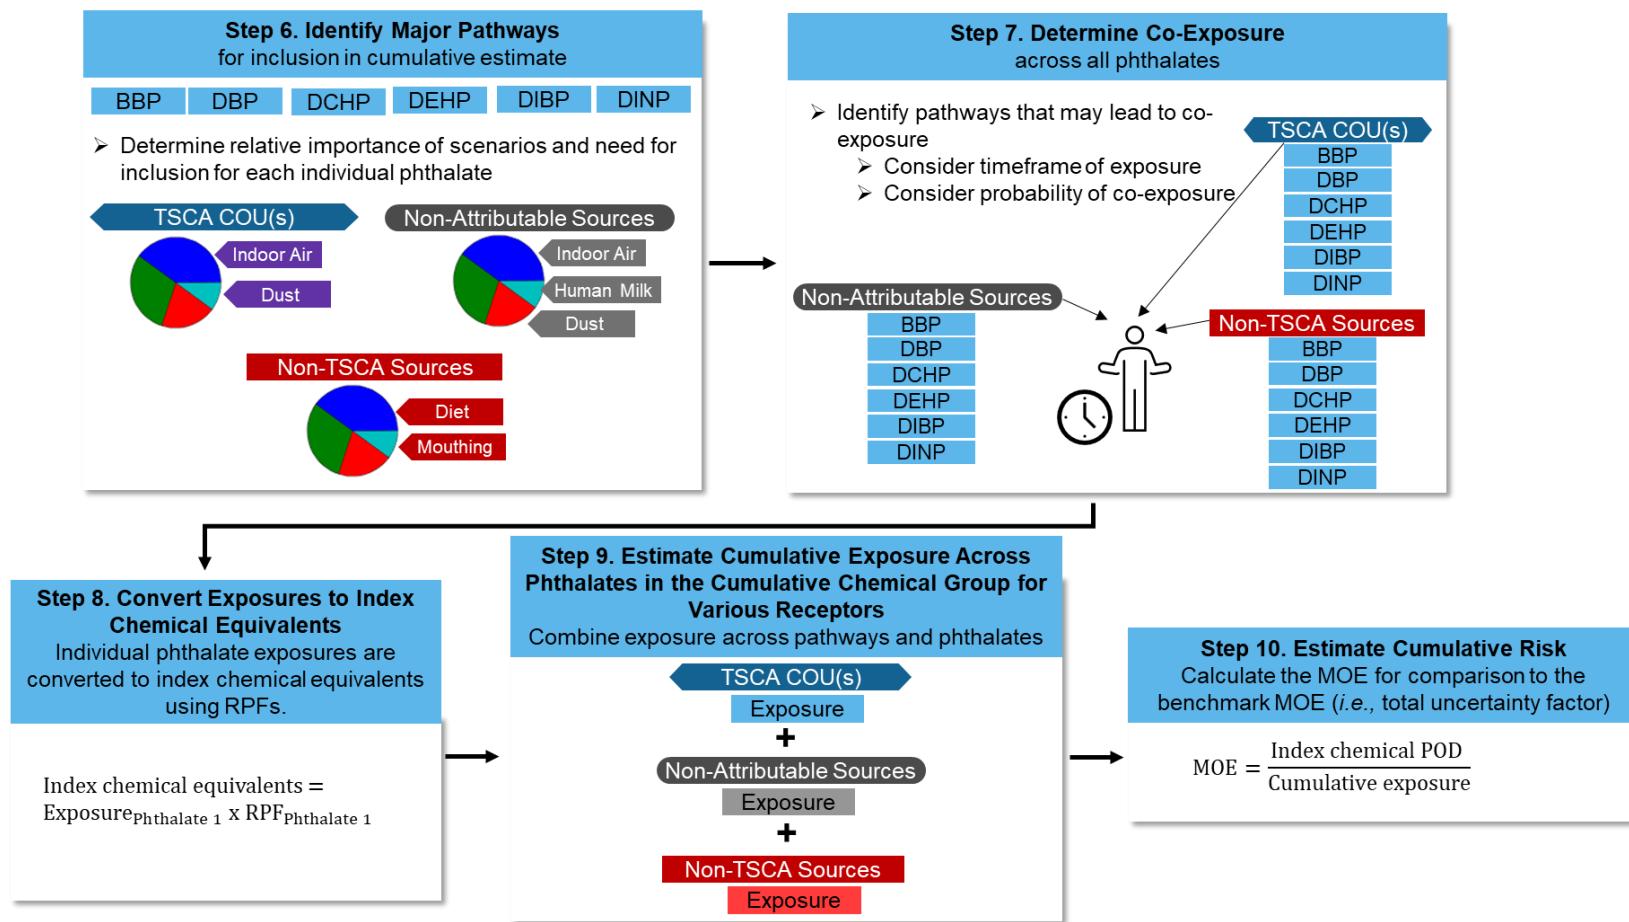 Step 6. Identify Major Pathways
for inclusion in cumulative estimate
BBP DBP DCHP DEHP DIBP DINP
➢ Determine relative importance of scenarios and need for
inclusion for each individual phthalate
TSCA COU(s)
Indoor Air
Dust
Non-Attributable Sources
Indoor Air
Human Milk
Dust
Non-TSCA Sources
Diet
Mouthing
Step 7. Determine Co-Exposure
across all phthalates
➢ Identify pathways that may lead to co-
exposure
➢ Consider timeframe of exposure
➢ Consider probability of co-exposure
TSCA COU(s)
BBP
DBP
DCHP
DEHP
DIBP
DINP
Non-Attributable Sources
BBP
DBP
DCHP
DEHP
DIBP
DINP
Non-TSCA Sources
BBP
DBP
DCHP
DEHP
DIBP
DINP
Step 8. Convert Exposures to Index
Chemical Equivalents
Individual phthalate exposures are
converted to index chemical equivalents
using RPFs.
Index chemical equivalents =
Exposure Phthalate 1 x RPF Phthalate 1
Step 9. Estimate Cumulative Exposure Across
Phthalates in the Cumulative Chemical Group for
Various Receptors
Combine exposure across pathways and phthalates
TSCA COU(s)
Exposure
+
Non-Attributable Sources
Exposure
+
Non-TSCA Sources
Exposure
Step 10. Estimate Cumulative Risk
Calculate the MOE for comparison to the
benchmark MOE (i.e., total uncertainty factor)
MOE = Index chemical POD
Cumulative exposure